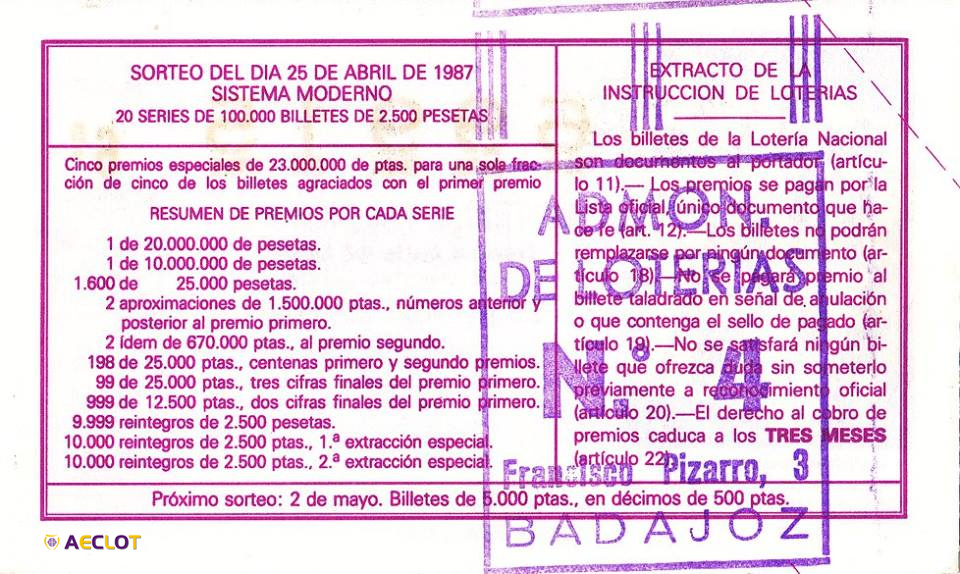 SORTEO DEL DIA 25 DE ABRIL DE 1987
SISTEMA MODERNO
20 SERIES DE 100.000 BILLETES DE 2.500 PESETAS
Cinco premios especiales de 23.000.000 de ptas. para una sola frac-
ción de cinco de los billetes agraciados con el primer premio
RESUMEN DE PREMIOS POR CADA SERIE
1 de 20.000.000 de pesetas.
1 de 10.000.000 de pesetas.
1.600 de 25.000 pesetas.
2 aproximaciones de 1.500.000 ptas., números anterior y
posterior al premio primero.
2 ídem de 670.000 ptas., al premio segundo.
198 de 25.000 ptas., centenas primero y segundo premios.
99 de 25.000 ptas., tres cifras finales del premio primero.
999 de 12.500 ptas., dos cifras finales del premio primero.
9.999 reintegros de 2.500 pesetas.
10.000 reintegros de 2.500 ptas., 1.ª extracción especial.
10.000 reintegros de 2.500 ptas., 2.ª extracción especial.
EXTRACTO DE LA
INSTRUCCION DE LOTERIAS
Los billetes de la Lotería Nacional
son documentos al portador (artícu-
lo 11).— Los premios se pagan por la
Lista oficial, único documento que ha-
ce fe (art. 12).—Los billetes no podrán
remplazarse por ningún documento (ar-
tículo 18).—No se pagará premio al
billete taladrado en señal de anulación
o que contenga el sello de pagado (ar-
tículo 19).—No se satisfará ningún bi-
llete que ofrezca duda sin someterlo
previamente a reconocimiento oficial
(artículo 20).—El derecho al cobro de
premios caduca a los TRES MESES
(artículo 22).
Próximo sorteo: 2 de mayo. Billetes de 5.000 ptas., en décimos de 500 ptas.
ADMON.
DE LOTERIAS
N.º 4
Francisco Pizarro, 3
BADAJOZ
AECLOT